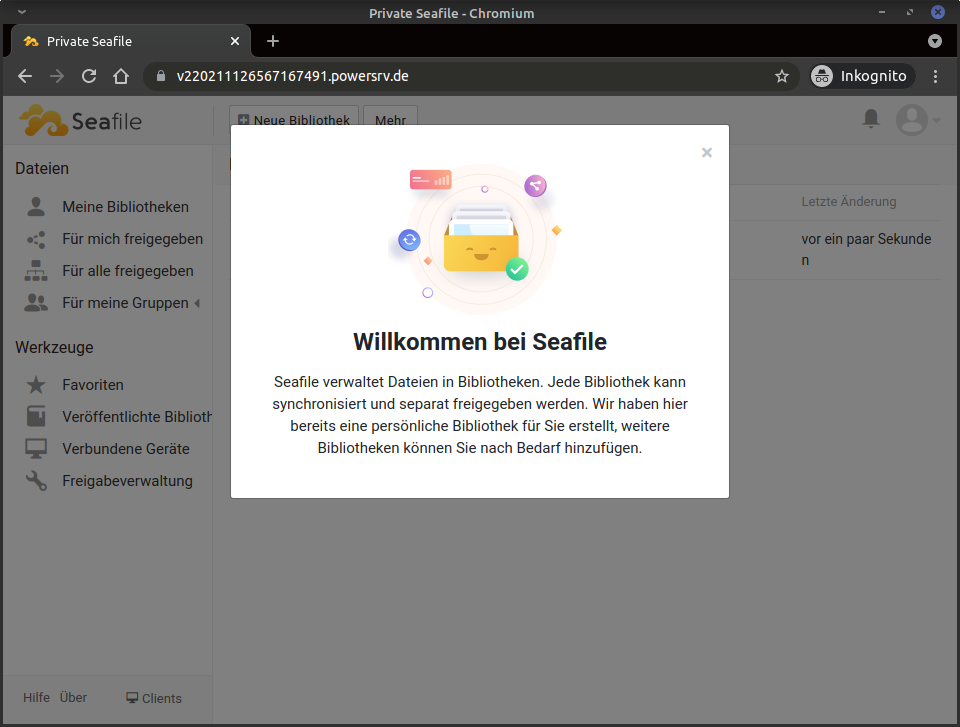 Private Seafile - Chromium
Private Seafile
v220211126567167491.powersrv.de
Inkognito
Seafile
Neue Bibliothek
Mehr
Dateien
Meine Bibliotheken
Für mich freigegeben
Für alle freigegeben
Für meine Gruppen
Werkzeuge
Favoriten
Veröffentlichte Biblioth
Verbundene Geräte
Freigabeverwaltung
Hilfe Über Clients
Letzte Änderung
vor ein paar Sekunde
n
Willkommen bei Seafile
Seafile verwaltet Dateien in Bibliotheken. Jede Bibliothek kann
synchronisiert und separat freigegeben werden. Wir haben hier
bereits eine persönliche Bibliothek für Sie erstellt, weitere
Bibliotheken können Sie nach Bedarf hinzufügen.